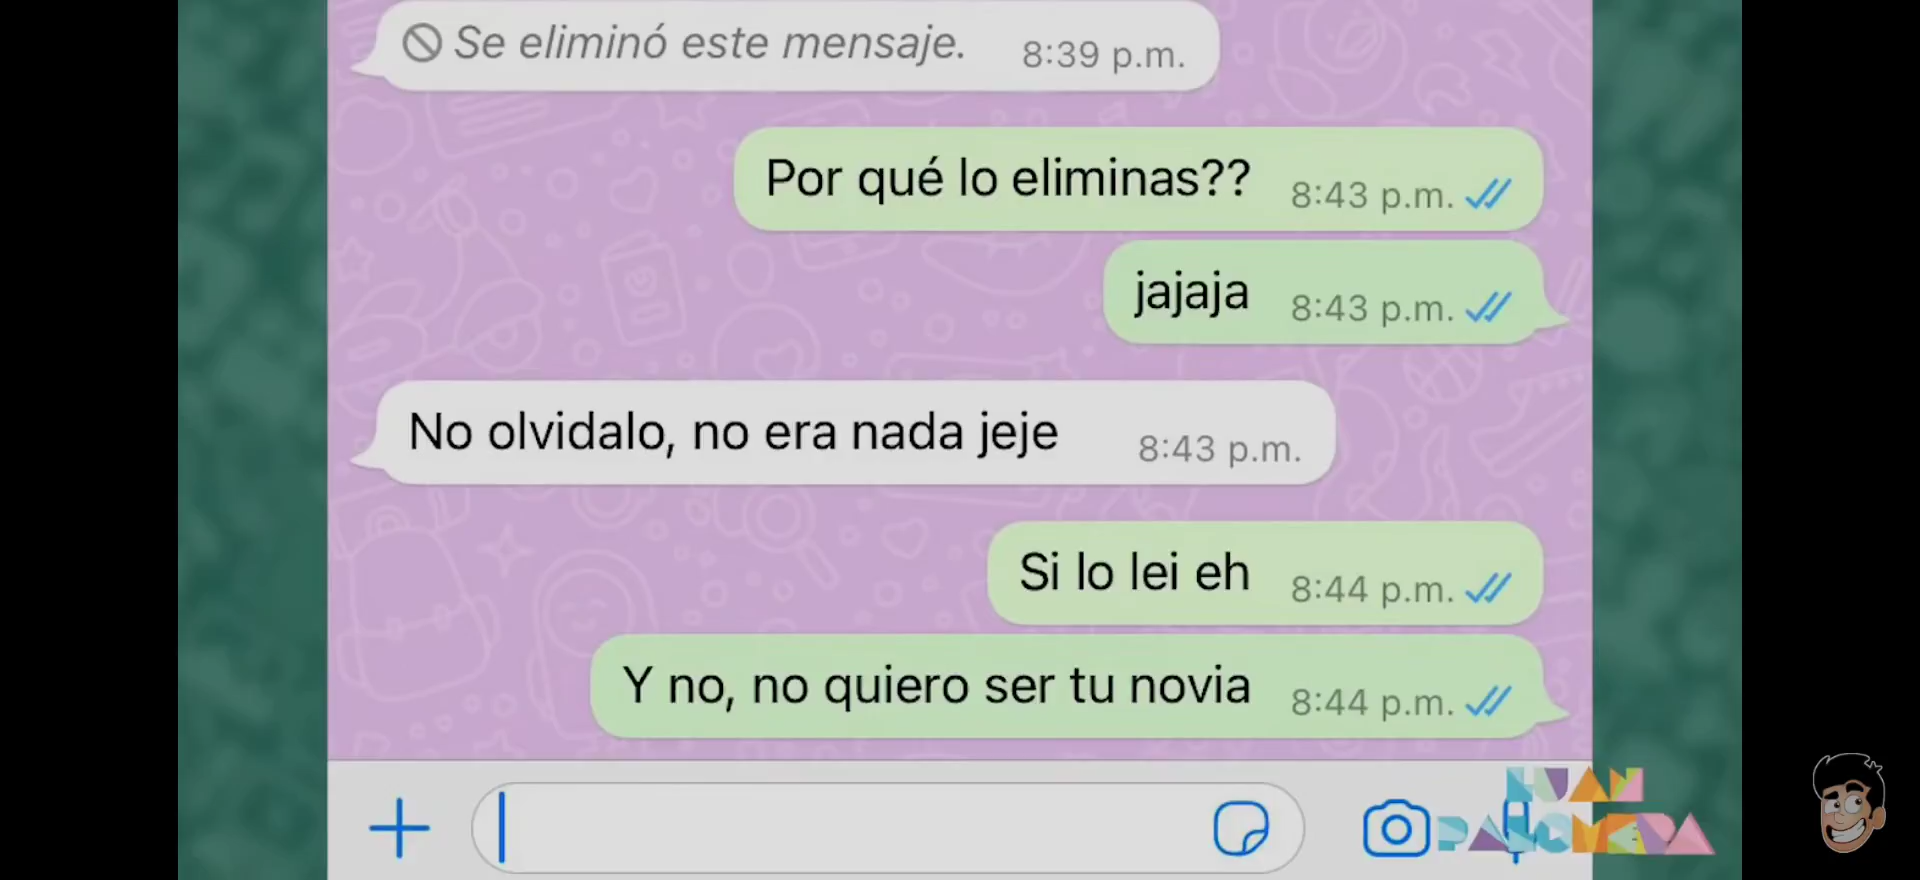 Se eliminó este mensaje. 8:39 p.m.
Por qué lo eliminas?? 8:43 p.m.
jajaja 8:43 p.m.
No olvidalo, no era nada jeje 8:43 p.m.
Si lo lei eh 8:44 p.m.
Y no, no quiero ser tu novia 8:44 p.m.
PALOMERA